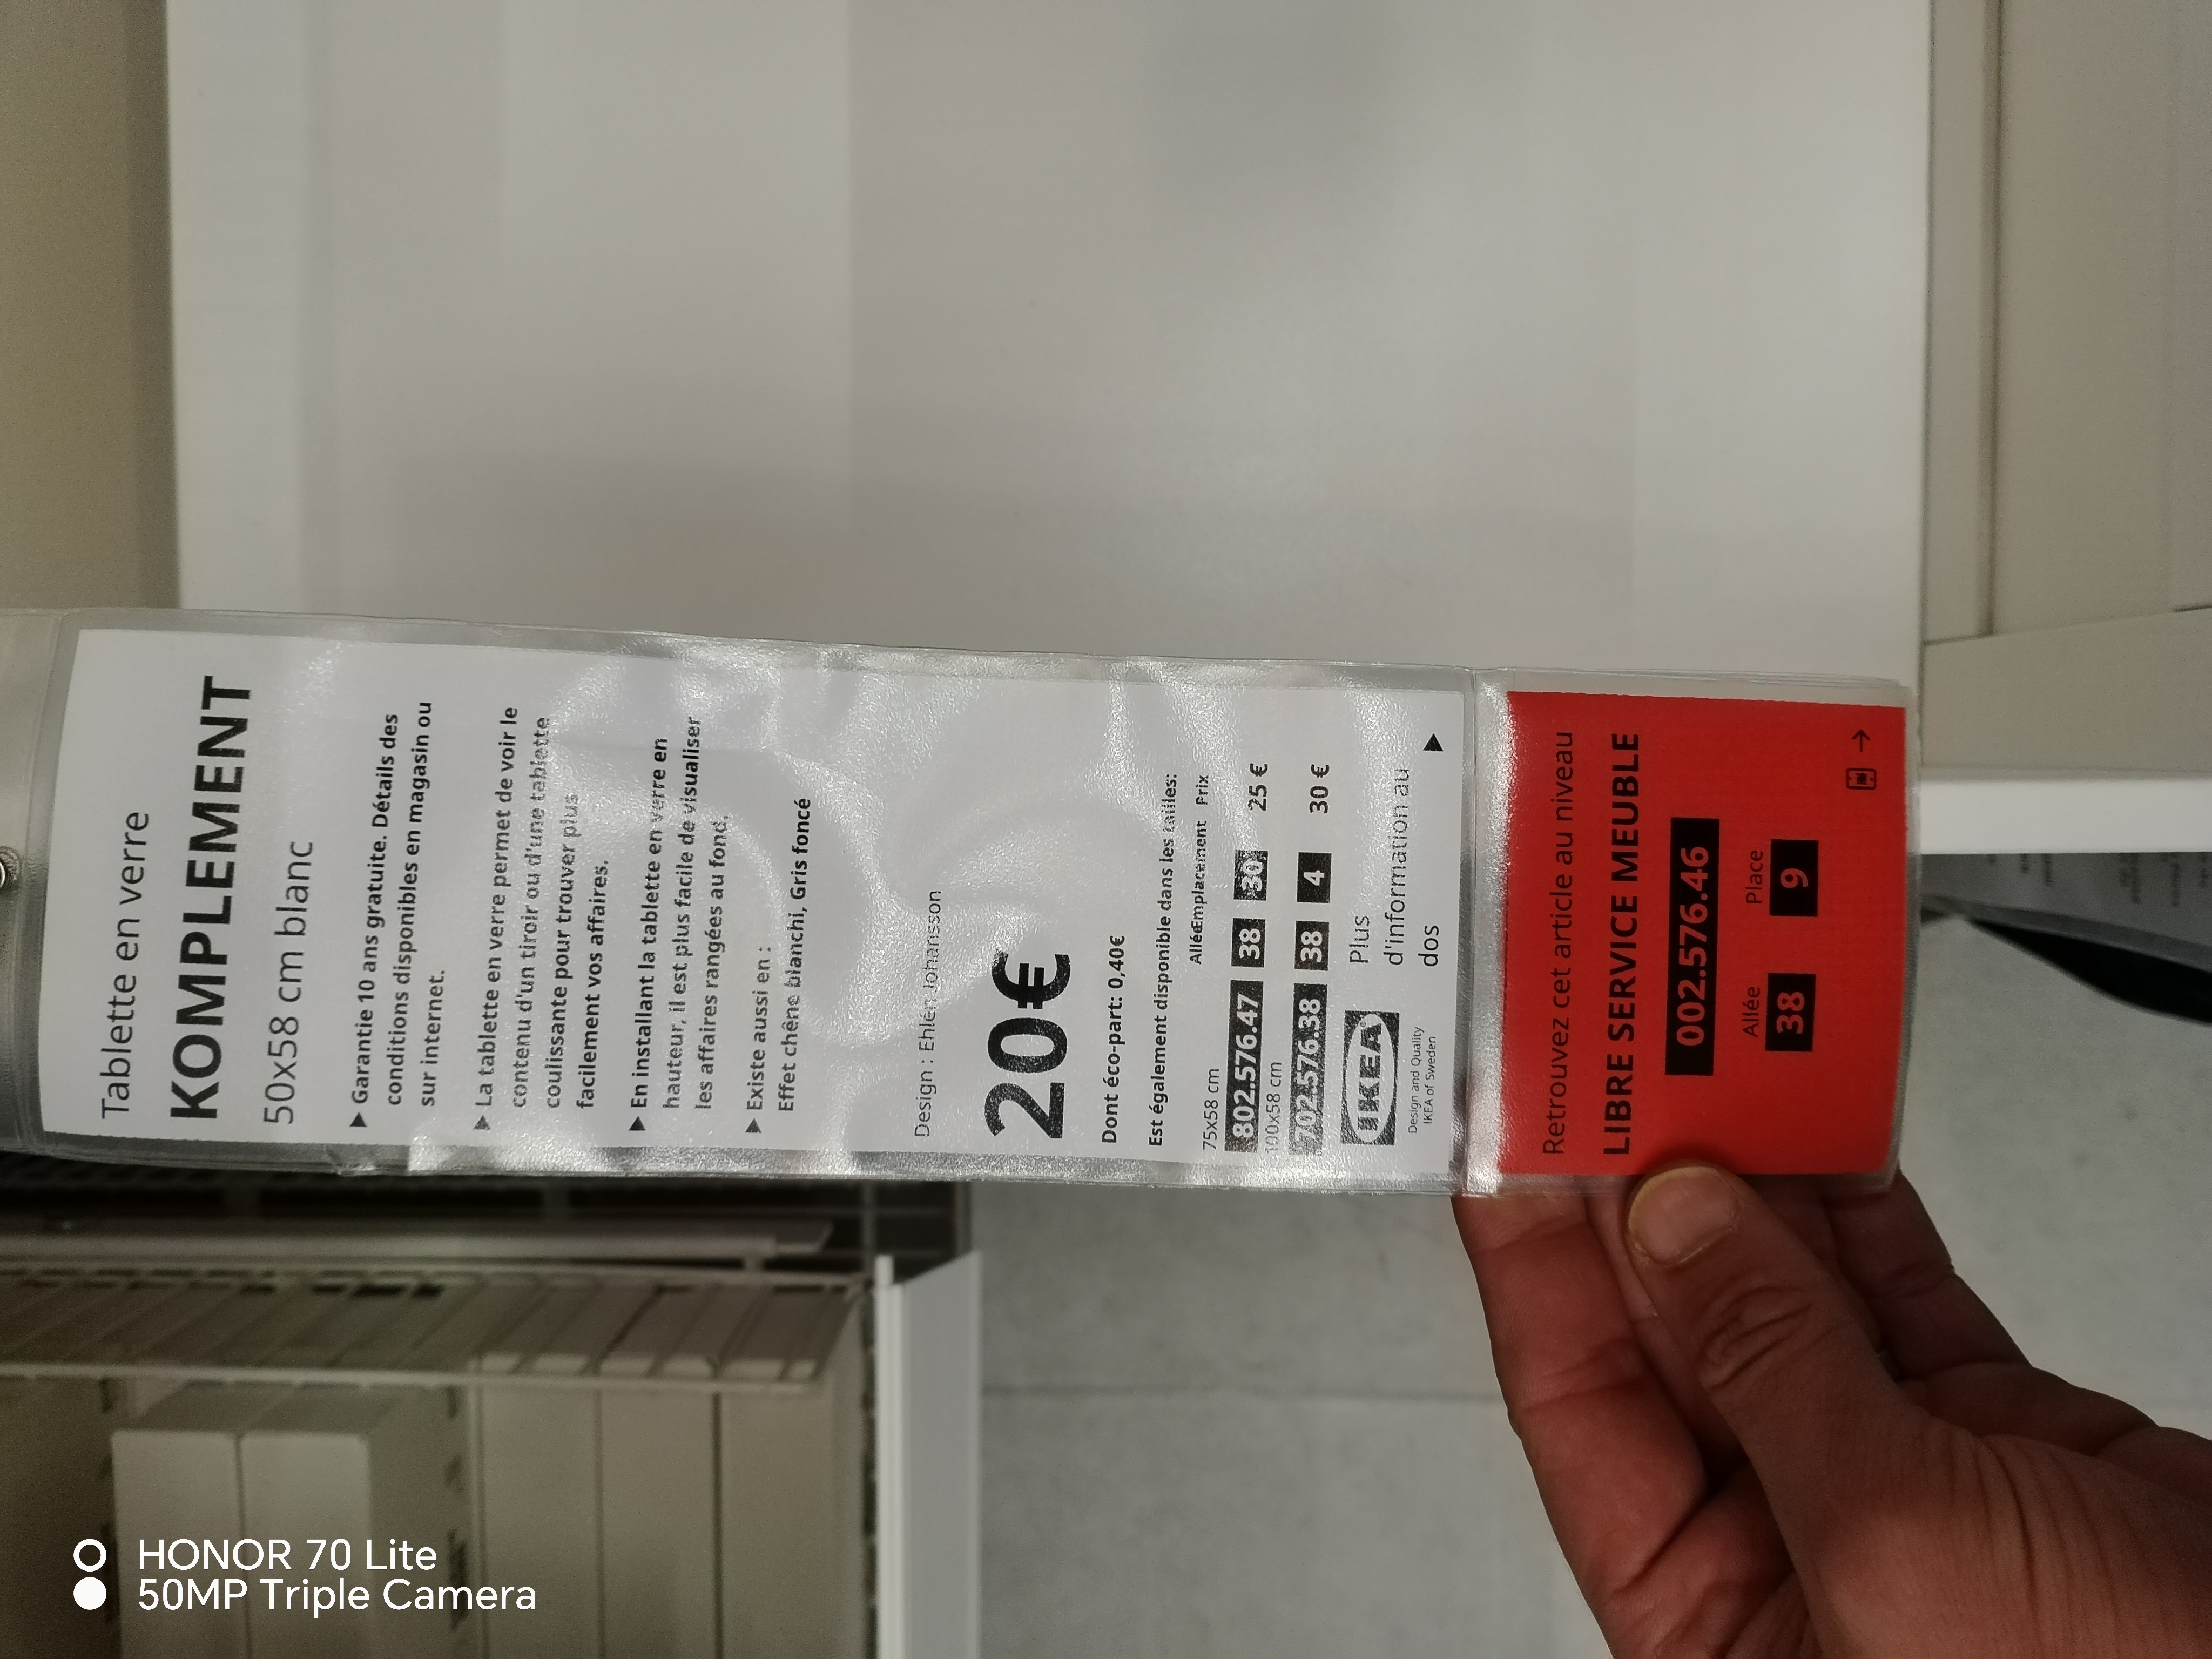 Tablette en verre
KOMPLEMENT
50x58 cm blanc
▶ Garantie 10 ans gratuite. Détails des
conditions disponibles en magasin ou
sur internet.
▶ La tablette en verre permet de voir le
contenu d'un tiroir ou d'une tablette
coulissante pour trouver plus
facilement vos affaires.
▶ En installant la tablette en verre en
hauteur, il est plus facile de visualiser
les affaires rangées au fond.
▶ Existe aussi en :
Effet chêne blanchi, Gris foncé
Design : Ehlén Johansson
20€
Dont éco-part: 0,40€
Est également disponible dans les tailles:
Allée Emplacement Prix
75x58 cm
802.576.47 38 30 25 €
100x58 cm
702.576.38 38 4 30 €
IKEA
Design and Quality
IKEA of Sweden
Plus
d'information au
dos ▶
Retrouvez cet article au niveau
LIBRE SERVICE MEUBLE
002.576.46
Allée Place
38 9
HONOR 70 Lite
50MP Triple Camera